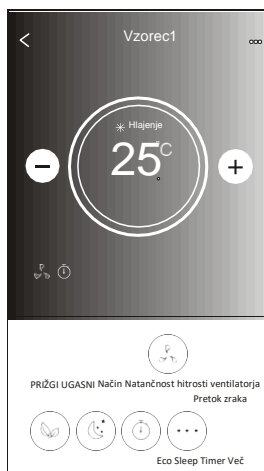 Vzorec1
Hlajenje
25°C
PRIŽGI UGASNI Način Natančnost hitrosti ventilatorja
Pretok zraka
Eco Sleep Timer Več